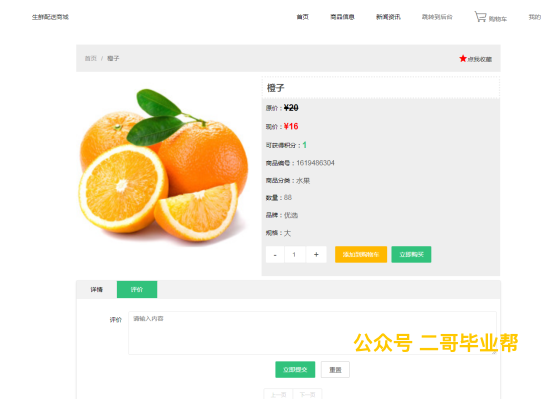 生鲜配送商城 首页 商品信息 新闻资讯 跳转到后台 购物车 我的
首页 / 橙子 点我收藏
橙子
原价：¥20
现价：¥16
可获得积分：1
商品编号：1619486304
商品分类：水果
数量：88
品牌：优选
规格：大
- 1 + 添加到购物车 立即购买
详情 评价
评价 请输入内容
公众号 二哥毕业帮
立即提交 重置
上一页 下一页